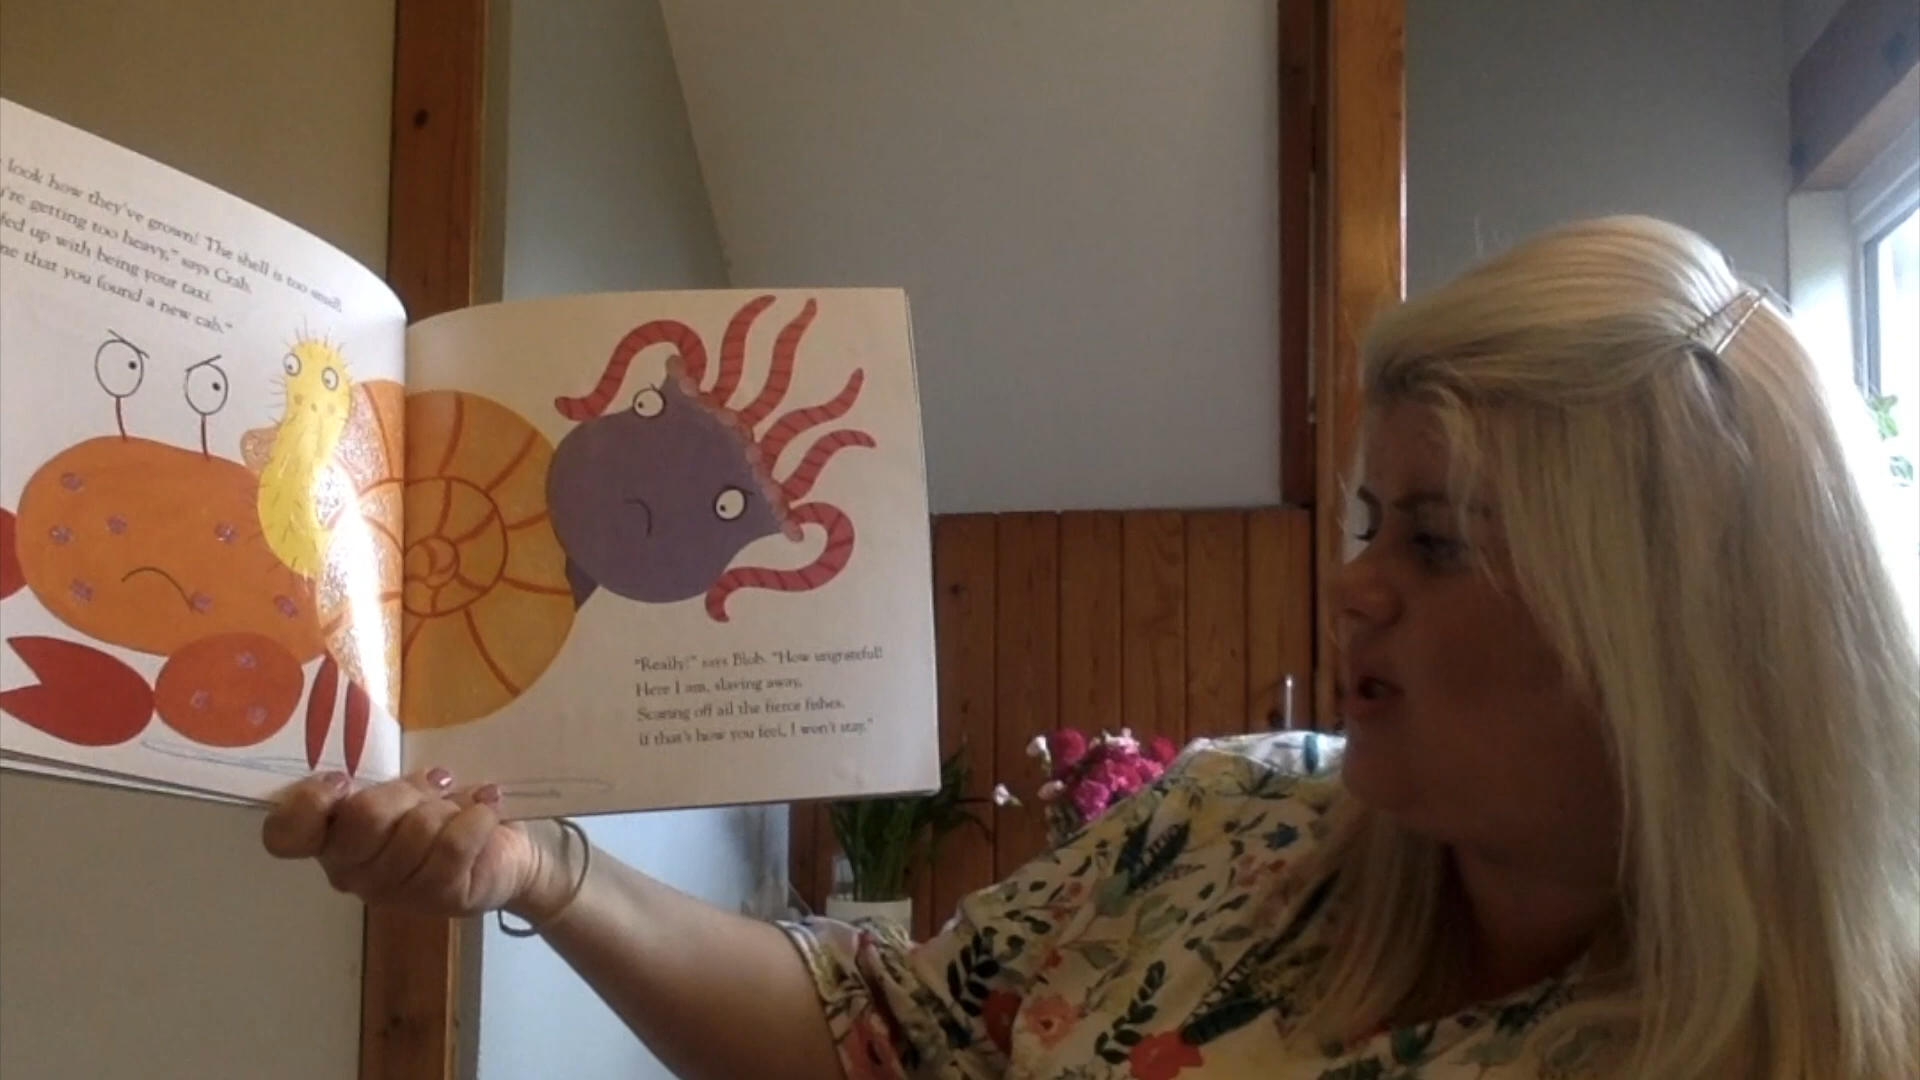 look how they've grown! The shell is too small.
y're getting too heavy," says Crab.
fed up with being your taxi.
me that you found a new cab."
"Really!" says Blob. "How ungrateful!
Here I am, slaving away,
Scaring off all the fierce fishes.
If that's how you feel, I won't stay."